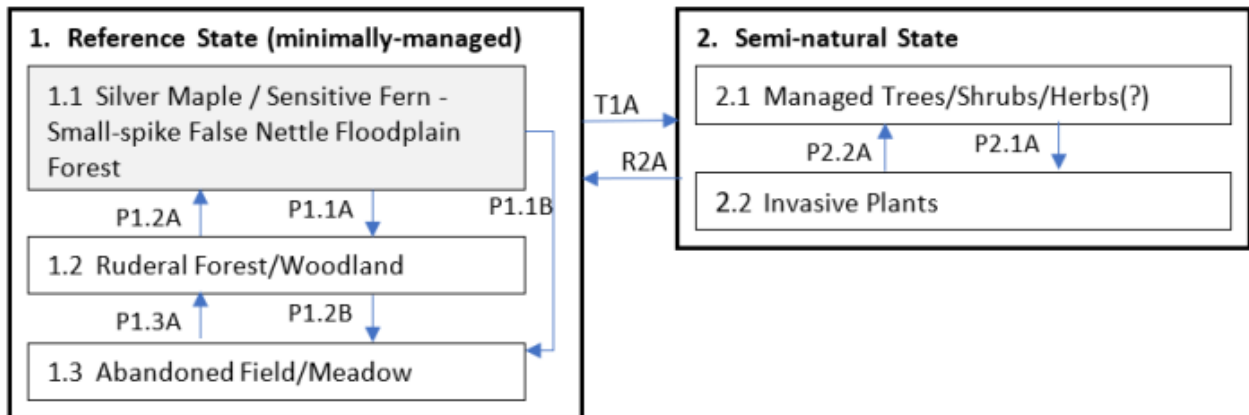 1. Reference State (minimally-managed)
1.1 Silver Maple / Sensitive Fern -
Small-spike False Nettle Floodplain
Forest
P1.2A
P1.1A
P1.1B
1.2 Ruderal Forest/Woodland
P1.3A
P1.2B
1.3 Abandoned Field/Meadow
T1A
R2A
2. Semi-natural State
2.1 Managed Trees/Shrubs/Herbs(?)
P2.2A
P2.1A
2.2 Invasive Plants